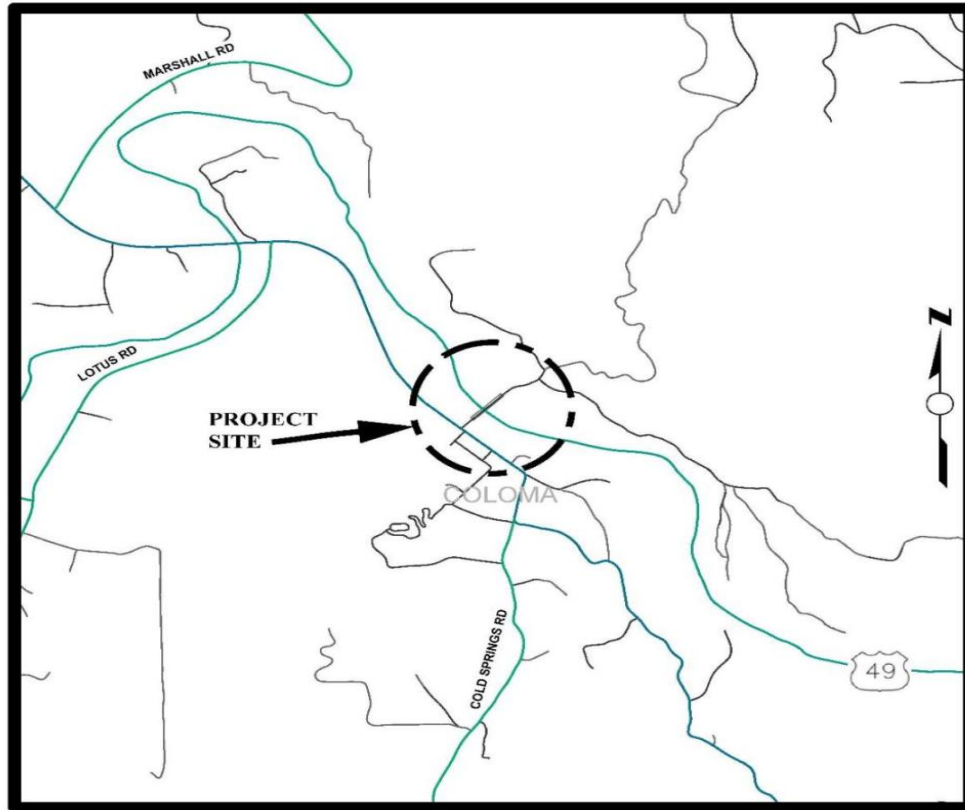 MARSHALL RD
N
LOTUS RD
PROJECT
SITE
COLOMA
COLD SPRINGS RD
49